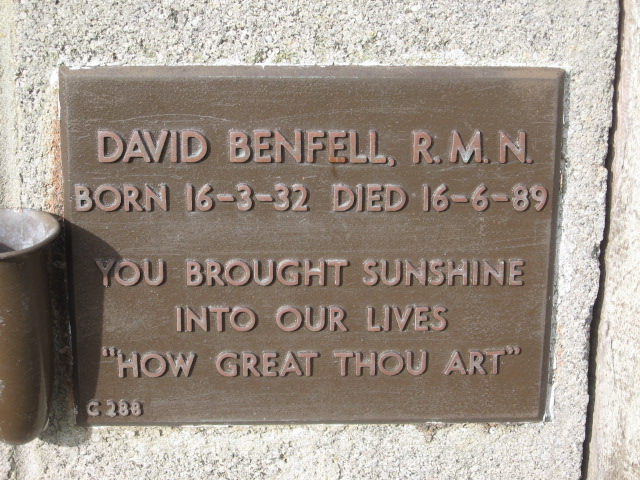 DAVID BENFELL, R.M.N.
BORN 16-3-32 DIED 16-6-89
YOU BROUGHT SUNSHINE
INTO OUR LIVES
"HOW GREAT THOU ART"
C 288